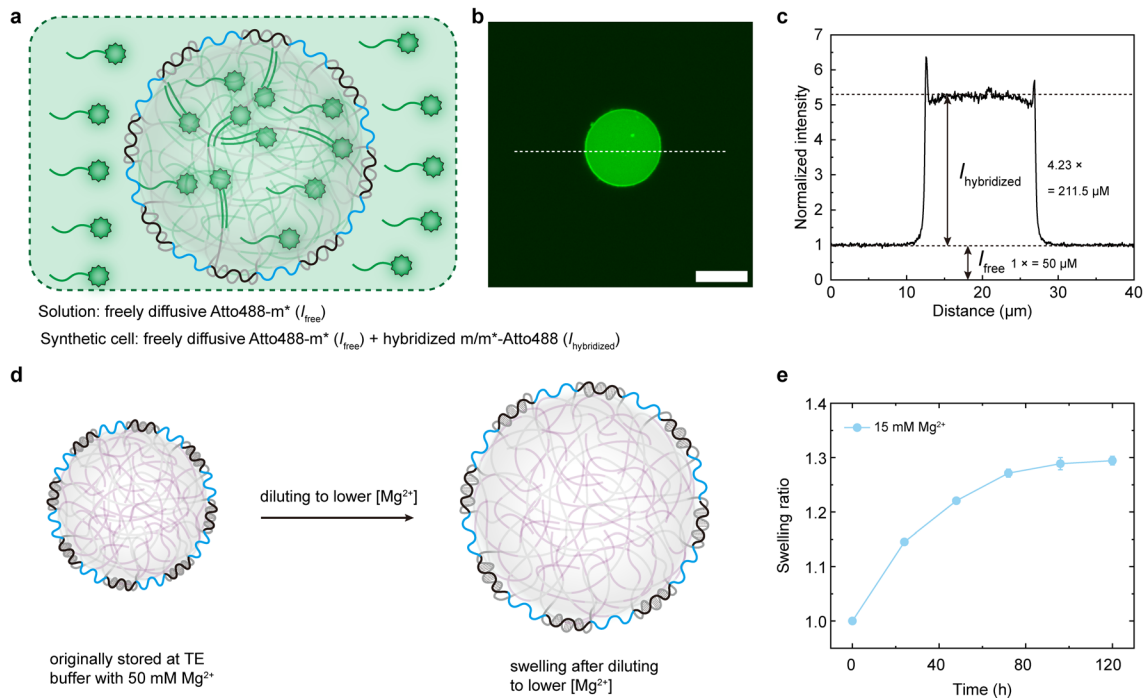 a
Solution: freely diffusive Atto488-m* (Ifree)
Synthetic cell: freely diffusive Atto488-m* (Ifree) + hybridized m/m*-Atto488 (Ihybridized)
b
c
Normalized intensity
7
6
5
4
3
2
1
0
Ihybridized
4.23 ×
= 211.5 µM
Ifree 1 × = 50 µM
0 10 20 30 40
Distance (µm)
d
diluting to lower [Mg²⁺]
originally stored at TE
buffer with 50 mM Mg²⁺
swelling after diluting
to lower [Mg²⁺]
e
Swelling ratio
1.4
1.3
1.2
1.1
1.0
15 mM Mg²⁺
0 40 80 120
Time (h)